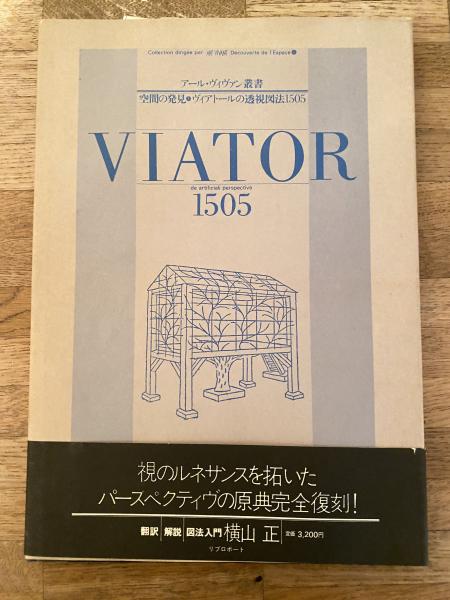 Collection dirigée par art vivant Découverte de l'Espace 1
アール・ヴィヴァン叢書
空間の発見❶ヴィアトールの透視図法1505
VIATOR
de artificiali perspectiva
1505
視のルネサンスを拓いた
パースペクティヴの原典完全復刻!
翻訳 解説 図法入門 横山 正 定価 3,200円
リブロポート